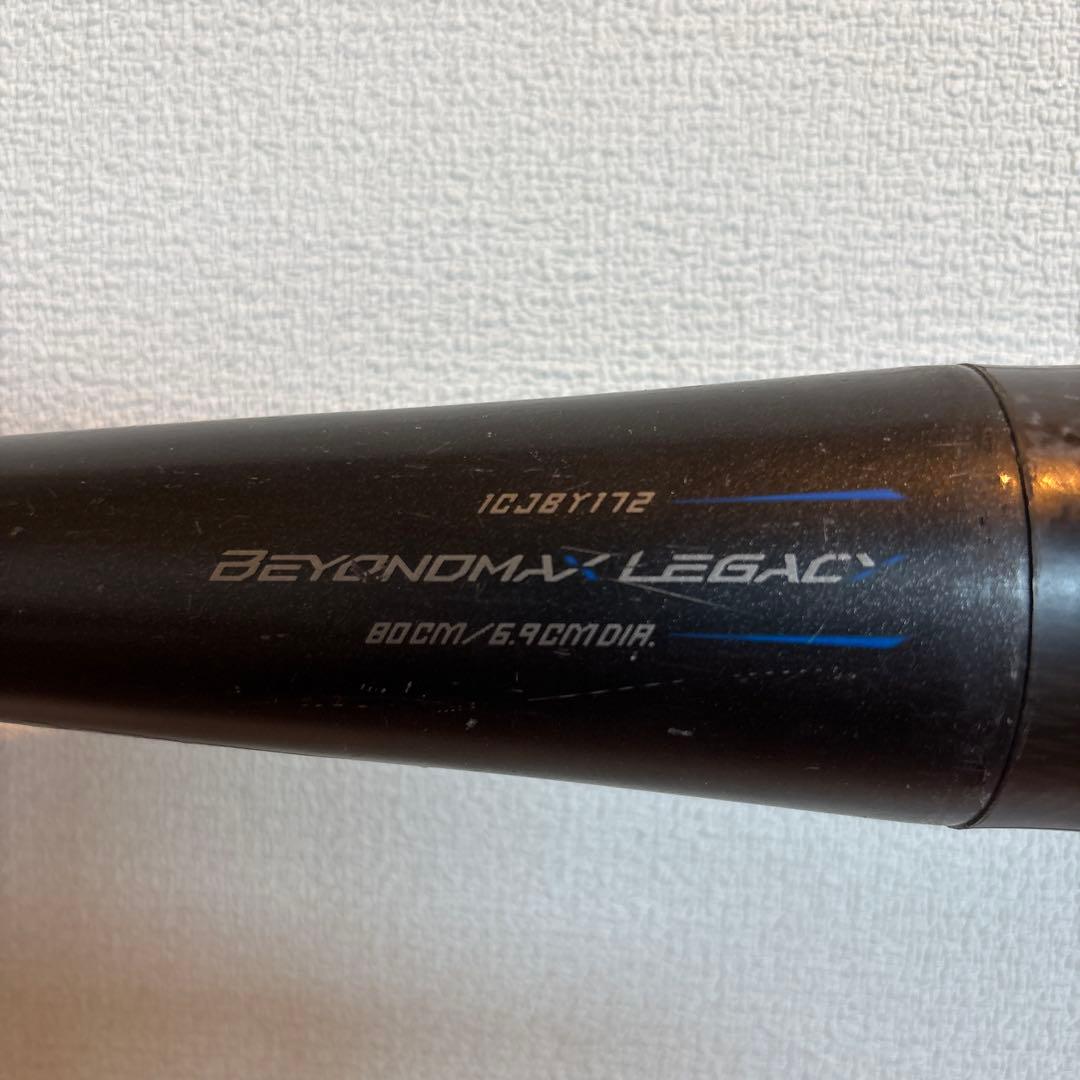 1CJBY172
BEYONDMAX LEGACY
80CM/6.9CMDIA.